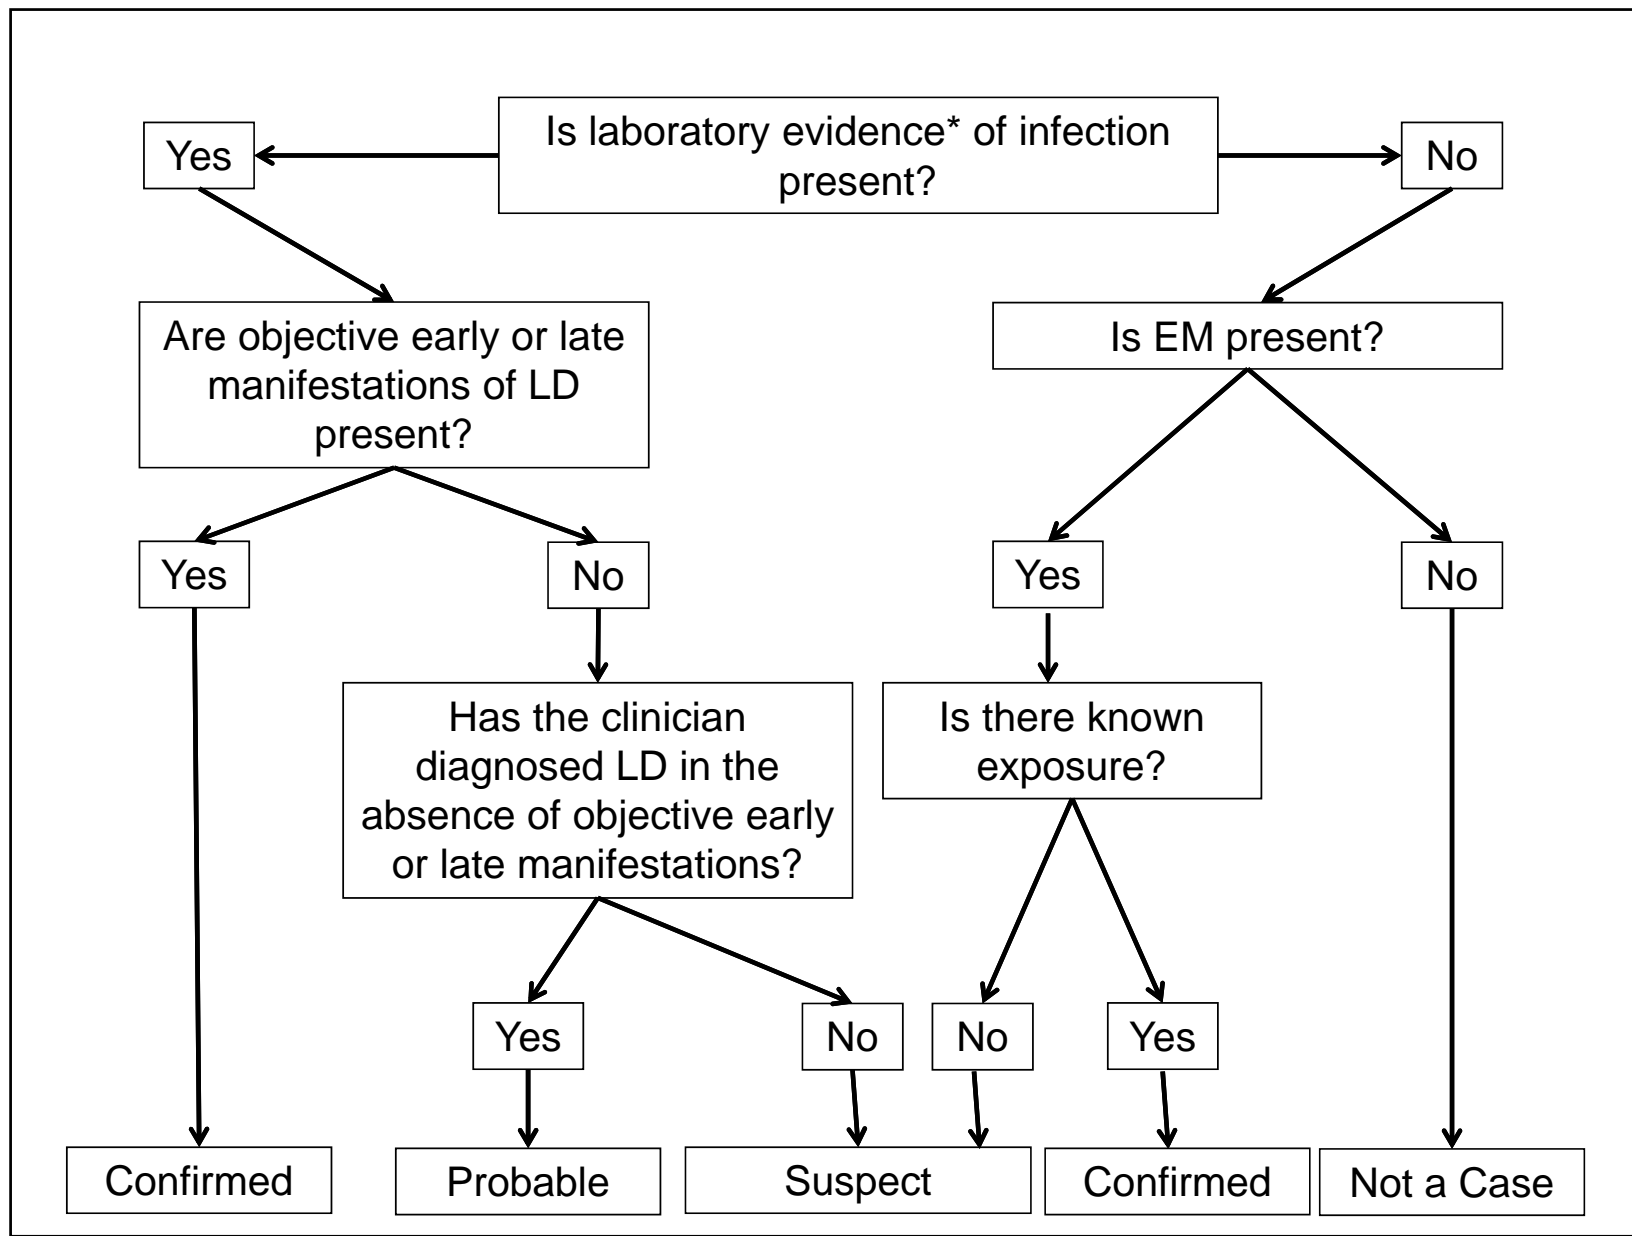 Is laboratory evidence* of infection
present?
Yes
No
Are objective early or late
manifestations of LD
present?
Is EM present?
Yes
No
Yes
No
Has the clinician
diagnosed LD in the
absence of objective early
or late manifestations?
Is there known
exposure?
Yes
No
No
Yes
Confirmed
Probable
Suspect
Confirmed
Not a Case